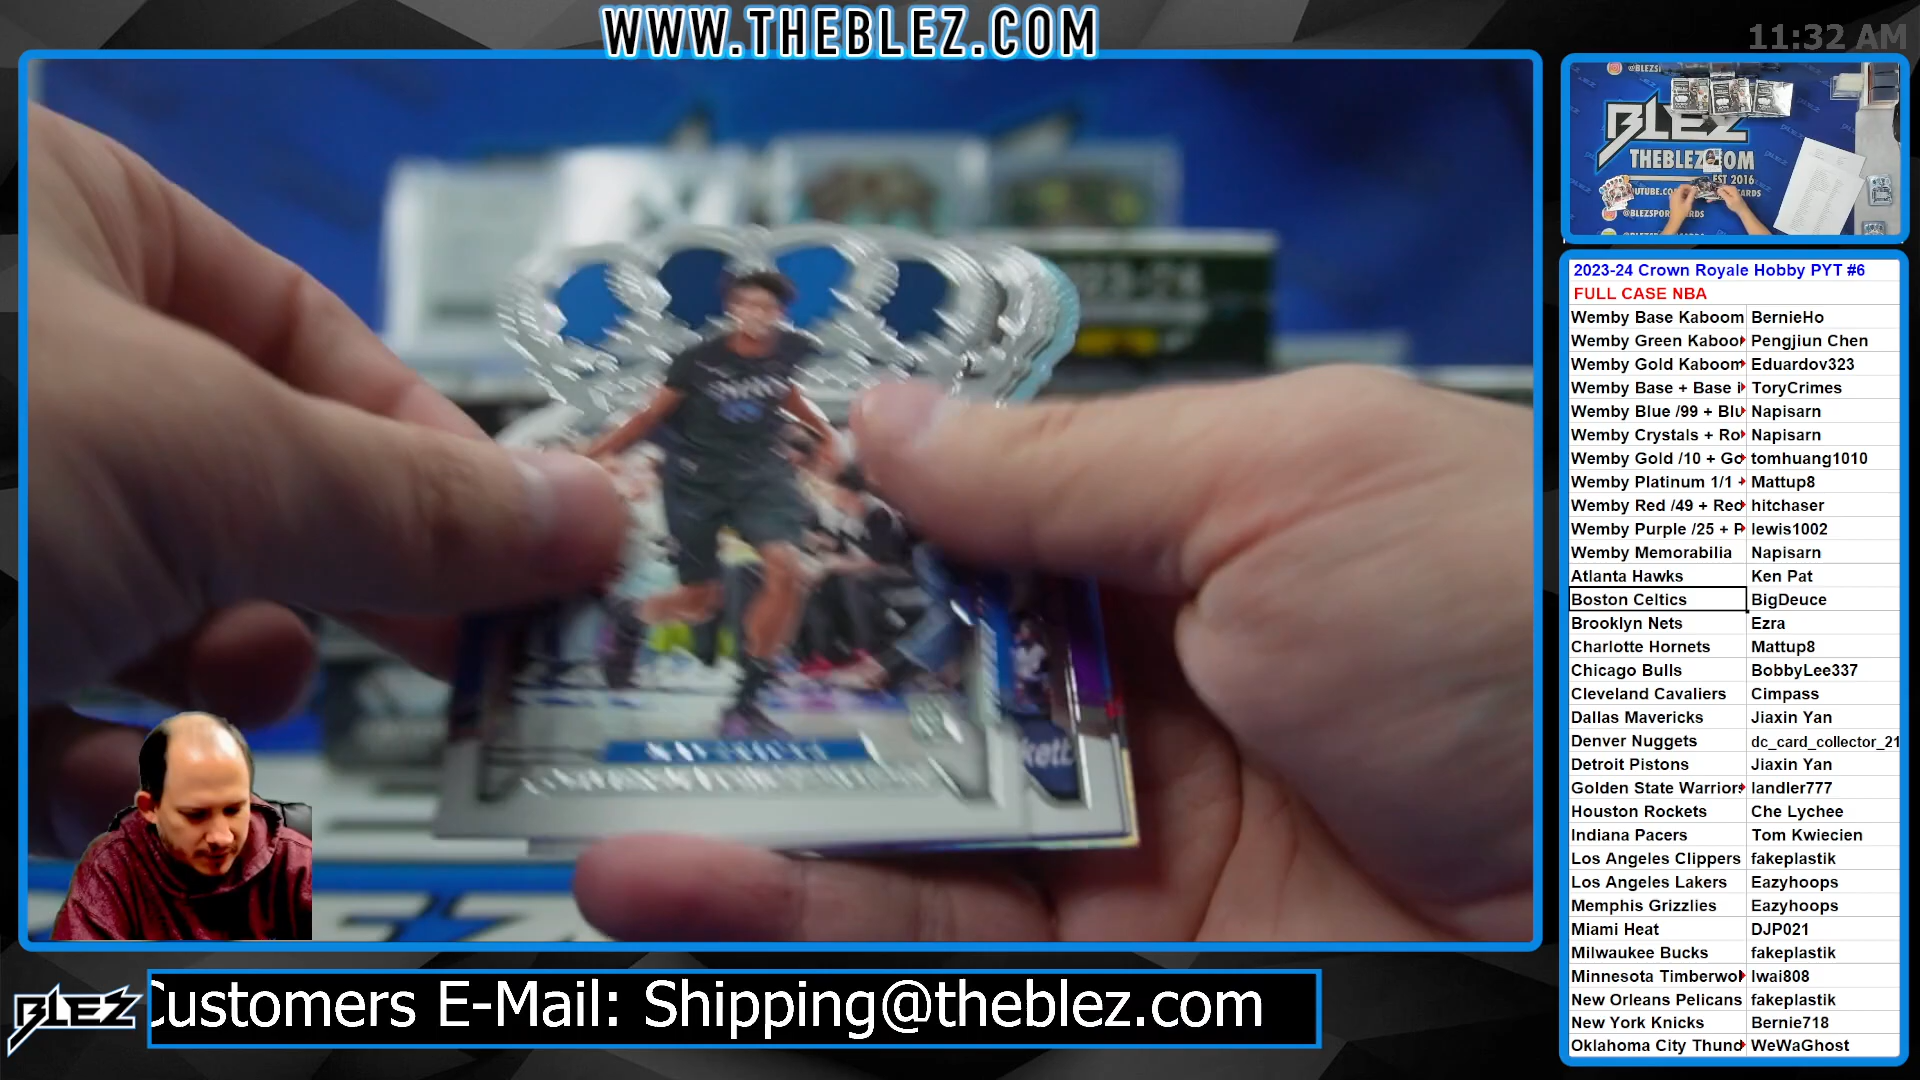 WWW.THEBLEZ.COM
11:32 AM
BLEZ
THEBLEZ.COM
EST 2016
2023-24 Crown Royale Hobby PYT #6
FULL CASE NBA
Wemby Base Kaboom BernieHo
Wemby Green Kaboo Pengjiun Chen
Wemby Gold Kaboom Eduardov323
Wemby Base + Base i ToryCrimes
Wemby Blue /99 + Blu Napisarn
Wemby Crystals + Ro Napisarn
Wemby Gold /10 + Go tomhuang1010
Wemby Platinum 1/1 + Mattup8
Wemby Red /49 + Red hitchaser
Wemby Purple /25 + P lewis1002
Wemby Memorabilia Napisarn
Atlanta Hawks Ken Pat
Boston Celtics BigDeuce
Brooklyn Nets Ezra
Charlotte Hornets Mattup8
Chicago Bulls BobbyLee337
Cleveland Cavaliers Cimpass
Dallas Mavericks Jiaxin Yan
Denver Nuggets dc_card_collector_21
Detroit Pistons Jiaxin Yan
Golden State Warriors landler777
Houston Rockets Che Lychee
Indiana Pacers Tom Kwiecien
Los Angeles Clippers fakeplastik
Los Angeles Lakers Eazyhoops
Memphis Grizzlies Eazyhoops
Miami Heat DJP021
Milwaukee Bucks fakeplastik
Minnesota Timberwol lwai808
New Orleans Pelicans fakeplastik
New York Knicks Bernie718
Oklahoma City Thund WeWaGhost
BLEZ
Customers E-Mail: Shipping@theblez.com